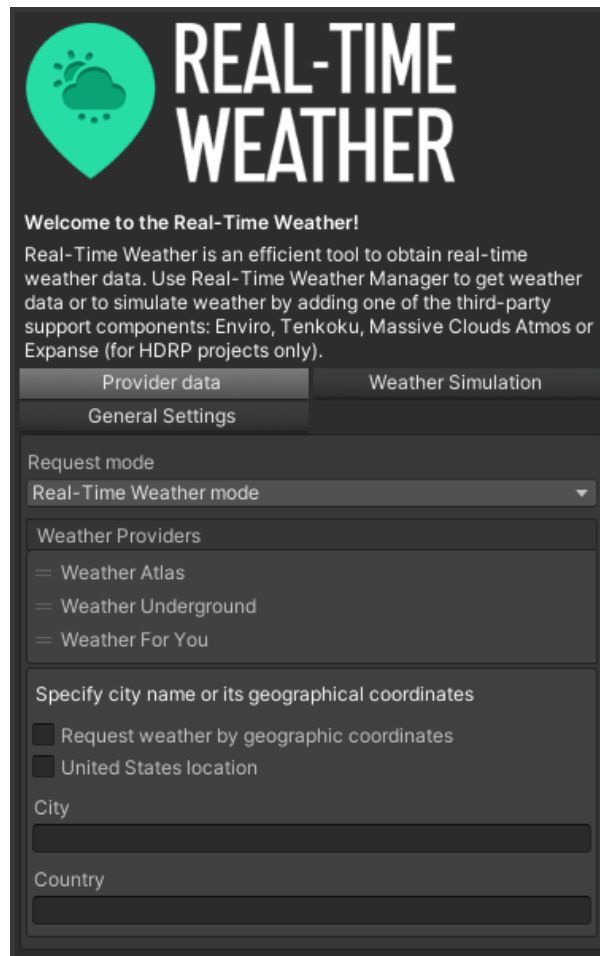 REAL-TIME
WEATHER
Welcome to the Real-Time Weather!
Real-Time Weather is an efficient tool to obtain real-time
weather data. Use Real-Time Weather Manager to get weather
data or to simulate weather by adding one of the third-party
support components: Enviro, Tenkoku, Massive Clouds Atmos or
Expanse (for HDRP projects only).
Provider data
Weather Simulation
General Settings
Request mode
Real-Time Weather mode
Weather Providers
Weather Atlas
Weather Underground
Weather For You
Specify city name or its geographical coordinates
Request weather by geographic coordinates
United States location
City
Country